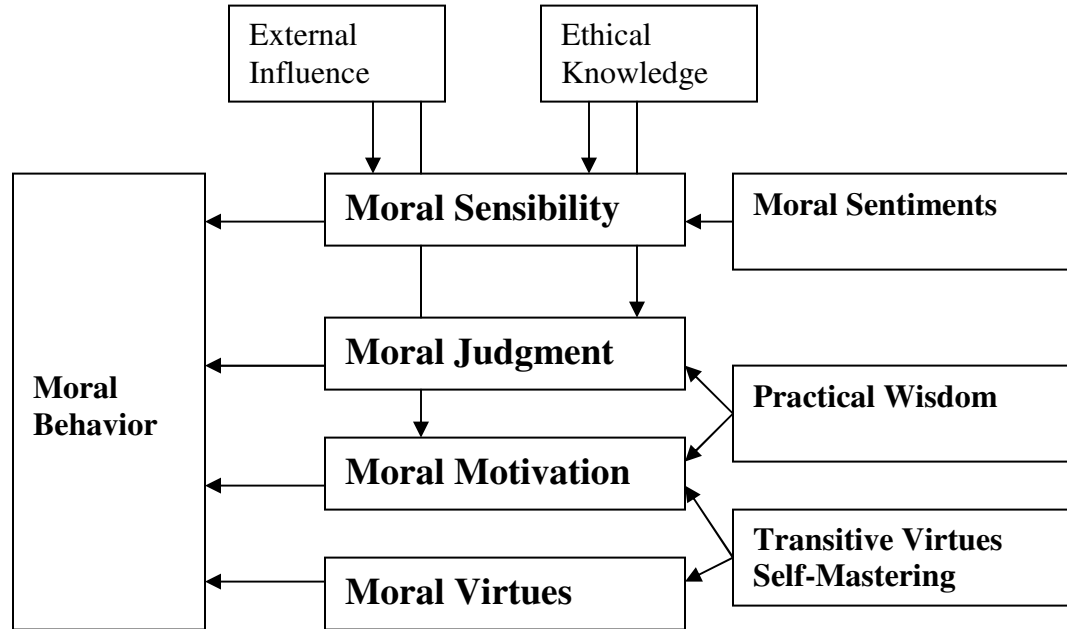 External
Influence
Ethical
Knowledge
Moral Sensibility
Moral Sentiments
Moral Judgment
Moral
Behavior
Practical Wisdom
Moral Motivation
Transitive Virtues
Self-Mastering
Moral Virtues